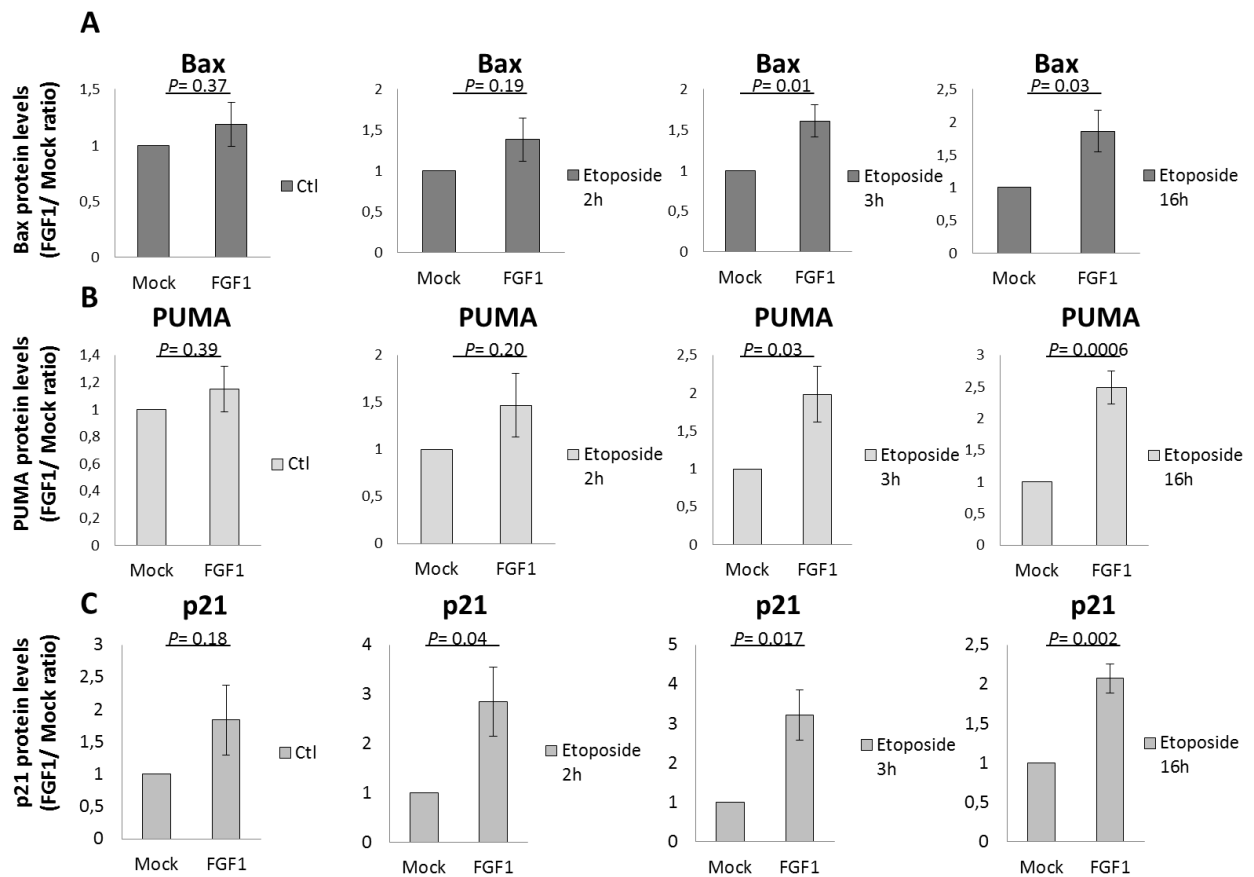 A
Bax
Bax
Bax
Bax
P= 0.37
P= 0.19
P= 0.01
P= 0.03
Bax protein levels
(FGF1/ Mock ratio)
1,5
1
0,5
0
Mock
FGF1
Ctl
2
1,5
1
0,5
0
Mock
FGF1
Etoposide
2h
2
1,5
1
0,5
0
Mock
FGF1
Etoposide
3h
2,5
2
1,5
1
0,5
0
Mock
FGF1
Etoposide
16h
B
PUMA
PUMA
PUMA
PUMA
P= 0.39
P= 0.20
P= 0.03
P= 0.0006
PUMA protein levels
(FGF1/ Mock ratio)
1,4
1,2
1
0,8
0,6
0,4
0,2
0
Mock
FGF1
Ctl
2
1,5
1
0,5
0
Mock
FGF1
Etoposide
2h
2,5
2
1,5
1
0,5
0
Mock
FGF1
Etoposide
3h
3
2,5
2
1,5
1
0,5
0
Mock
FGF1
Etoposide
16h
C
p21
p21
p21
p21
P= 0.18
P= 0.04
P= 0.017
P= 0.002
p21 protein levels
(FGF1/ Mock ratio)
3
2,5
2
1,5
1
0,5
0
Mock
FGF1
Ctl
4
3
2
1
0
Mock
FGF1
Etoposide
2h
5
4
3
2
1
0
Mock
FGF1
Etoposide
3h
2,5
2
1,5
1
0,5
0
Mock
FGF1
Etoposide
16h